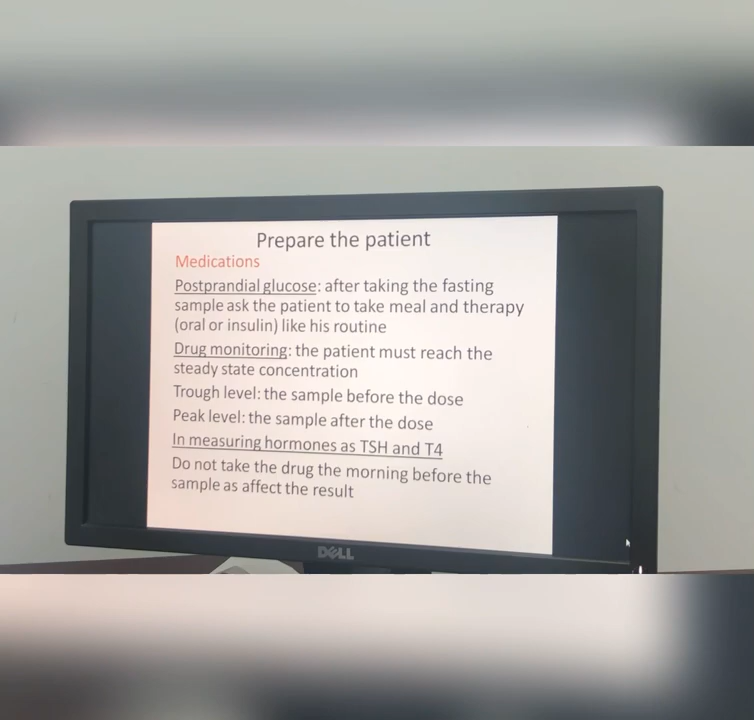 Prepare the patient
Medications
Postprandial glucose: after taking the fasting
sample ask the patient to take meal and therapy
(oral or insulin) like his routine
Drug monitoring: the patient must reach the
steady state concentration
Trough level: the sample before the dose
Peak level: the sample after the dose
In measuring hormones as TSH and T4
Do not take the drug the morning before the
sample as affect the result
DELL